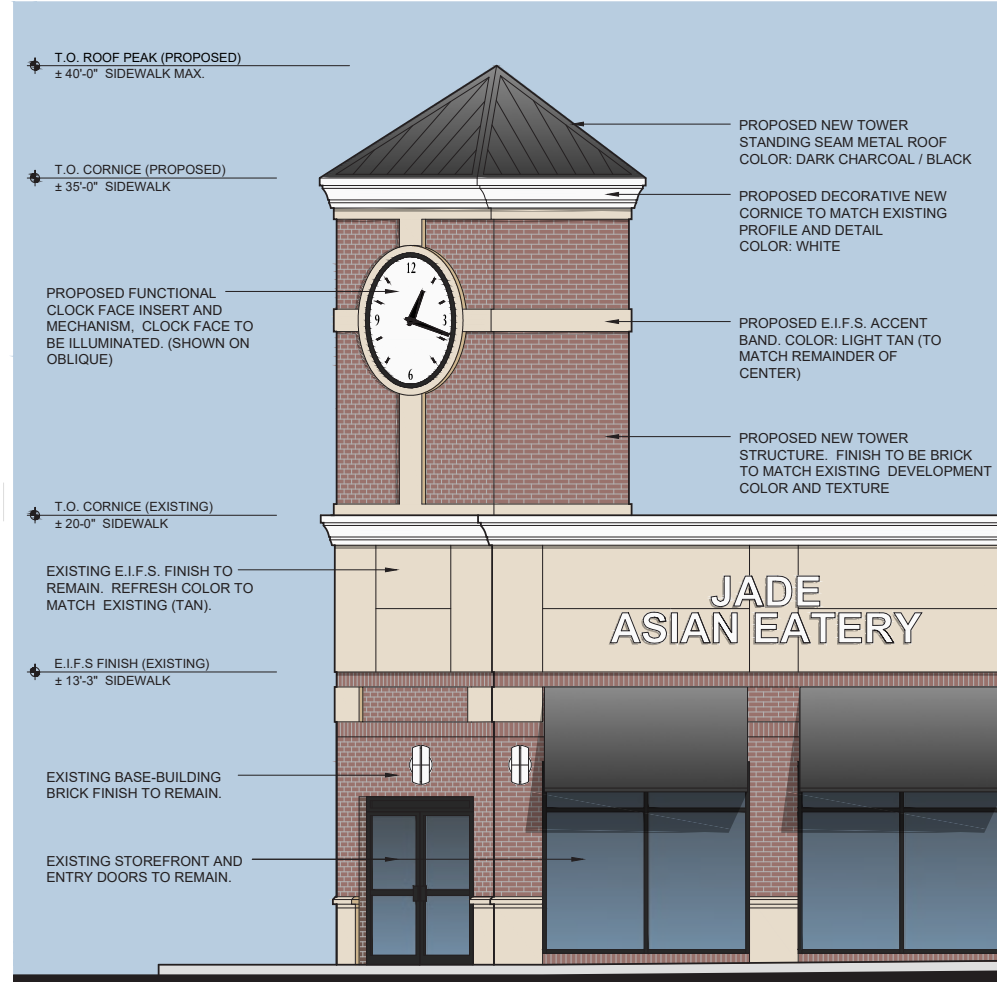 T.O. ROOF PEAK (PROPOSED)
± 40'-0" SIDEWALK MAX.
T.O. CORNICE (PROPOSED)
± 35'-0" SIDEWALK
PROPOSED FUNCTIONAL
CLOCK FACE INSERT AND
MECHANISM, CLOCK FACE TO
BE ILLUMINATED. (SHOWN ON
OBLIQUE)
T.O. CORNICE (EXISTING)
± 20-0" SIDEWALK
EXISTING E.I.F.S. FINISH TO
REMAIN. REFRESH COLOR TO
MATCH EXISTING (TAN).
E.I.F.S FINISH (EXISTING)
± 13'-3" SIDEWALK
EXISTING BASE-BUILDING
BRICK FINISH TO REMAIN.
EXISTING STOREFRONT AND
ENTRY DOORS TO REMAIN.
12
9
3
6
JADE
ASIAN EATERY
PROPOSED NEW TOWER
STANDING SEAM METAL ROOF
COLOR: DARK CHARCOAL / BLACK
PROPOSED DECORATIVE NEW
CORNICE TO MATCH EXISTING
PROFILE AND DETAIL
COLOR: WHITE
PROPOSED E.I.F.S. ACCENT
BAND. COLOR: LIGHT TAN (TO
MATCH REMAINDER OF
CENTER)
PROPOSED NEW TOWER
STRUCTURE. FINISH TO BE BRICK
TO MATCH EXISTING DEVELOPMENT
COLOR AND TEXTURE